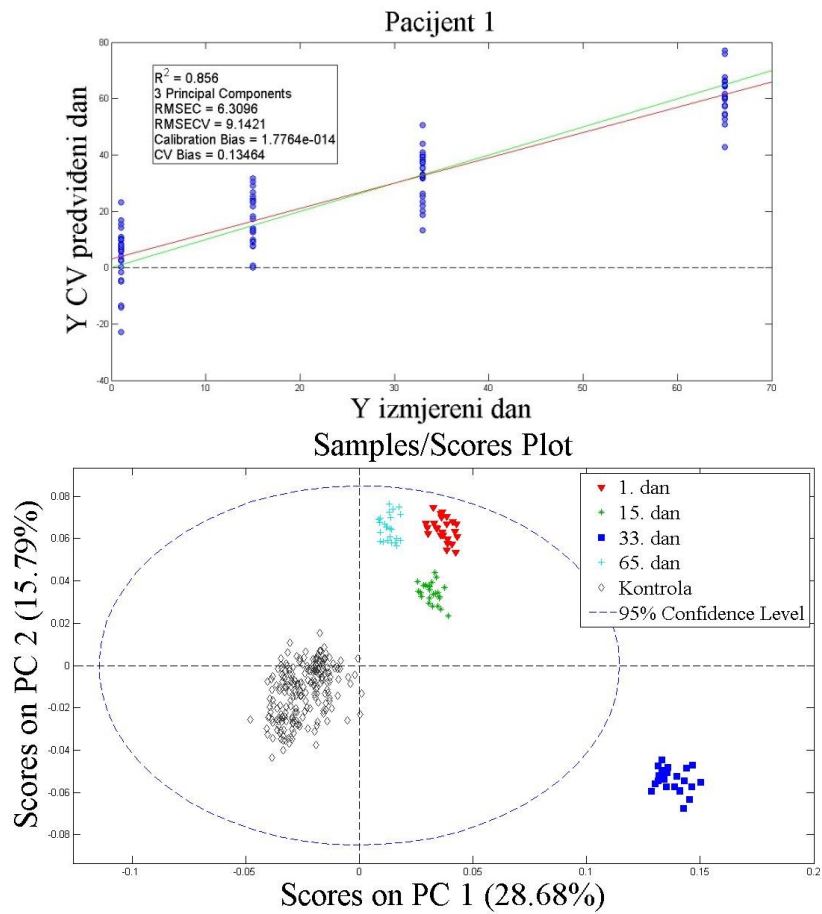 Pacijent 1
80
60
40
20
0
-20
-40
R² = 0.856
3 Principal Components
RMSEC = 6.3096
RMSECV = 9.1421
Calibration Bias = 1.7764e-014
CV Bias = 0.13464
Y CV predviđeni dan
0 10 20 30 40 50 60 70
Y izmjereni dan
Samples/Scores Plot
0.08
0.06
0.04
0.02
0
-0.02
-0.04
-0.06
-0.08
Scores on PC 2 (15.79%)
1. dan
15. dan
33. dan
65. dan
Kontrola
95% Confidence Level
-0.1 -0.05 0 0.05 0.1 0.15 0.2
Scores on PC 1 (28.68%)